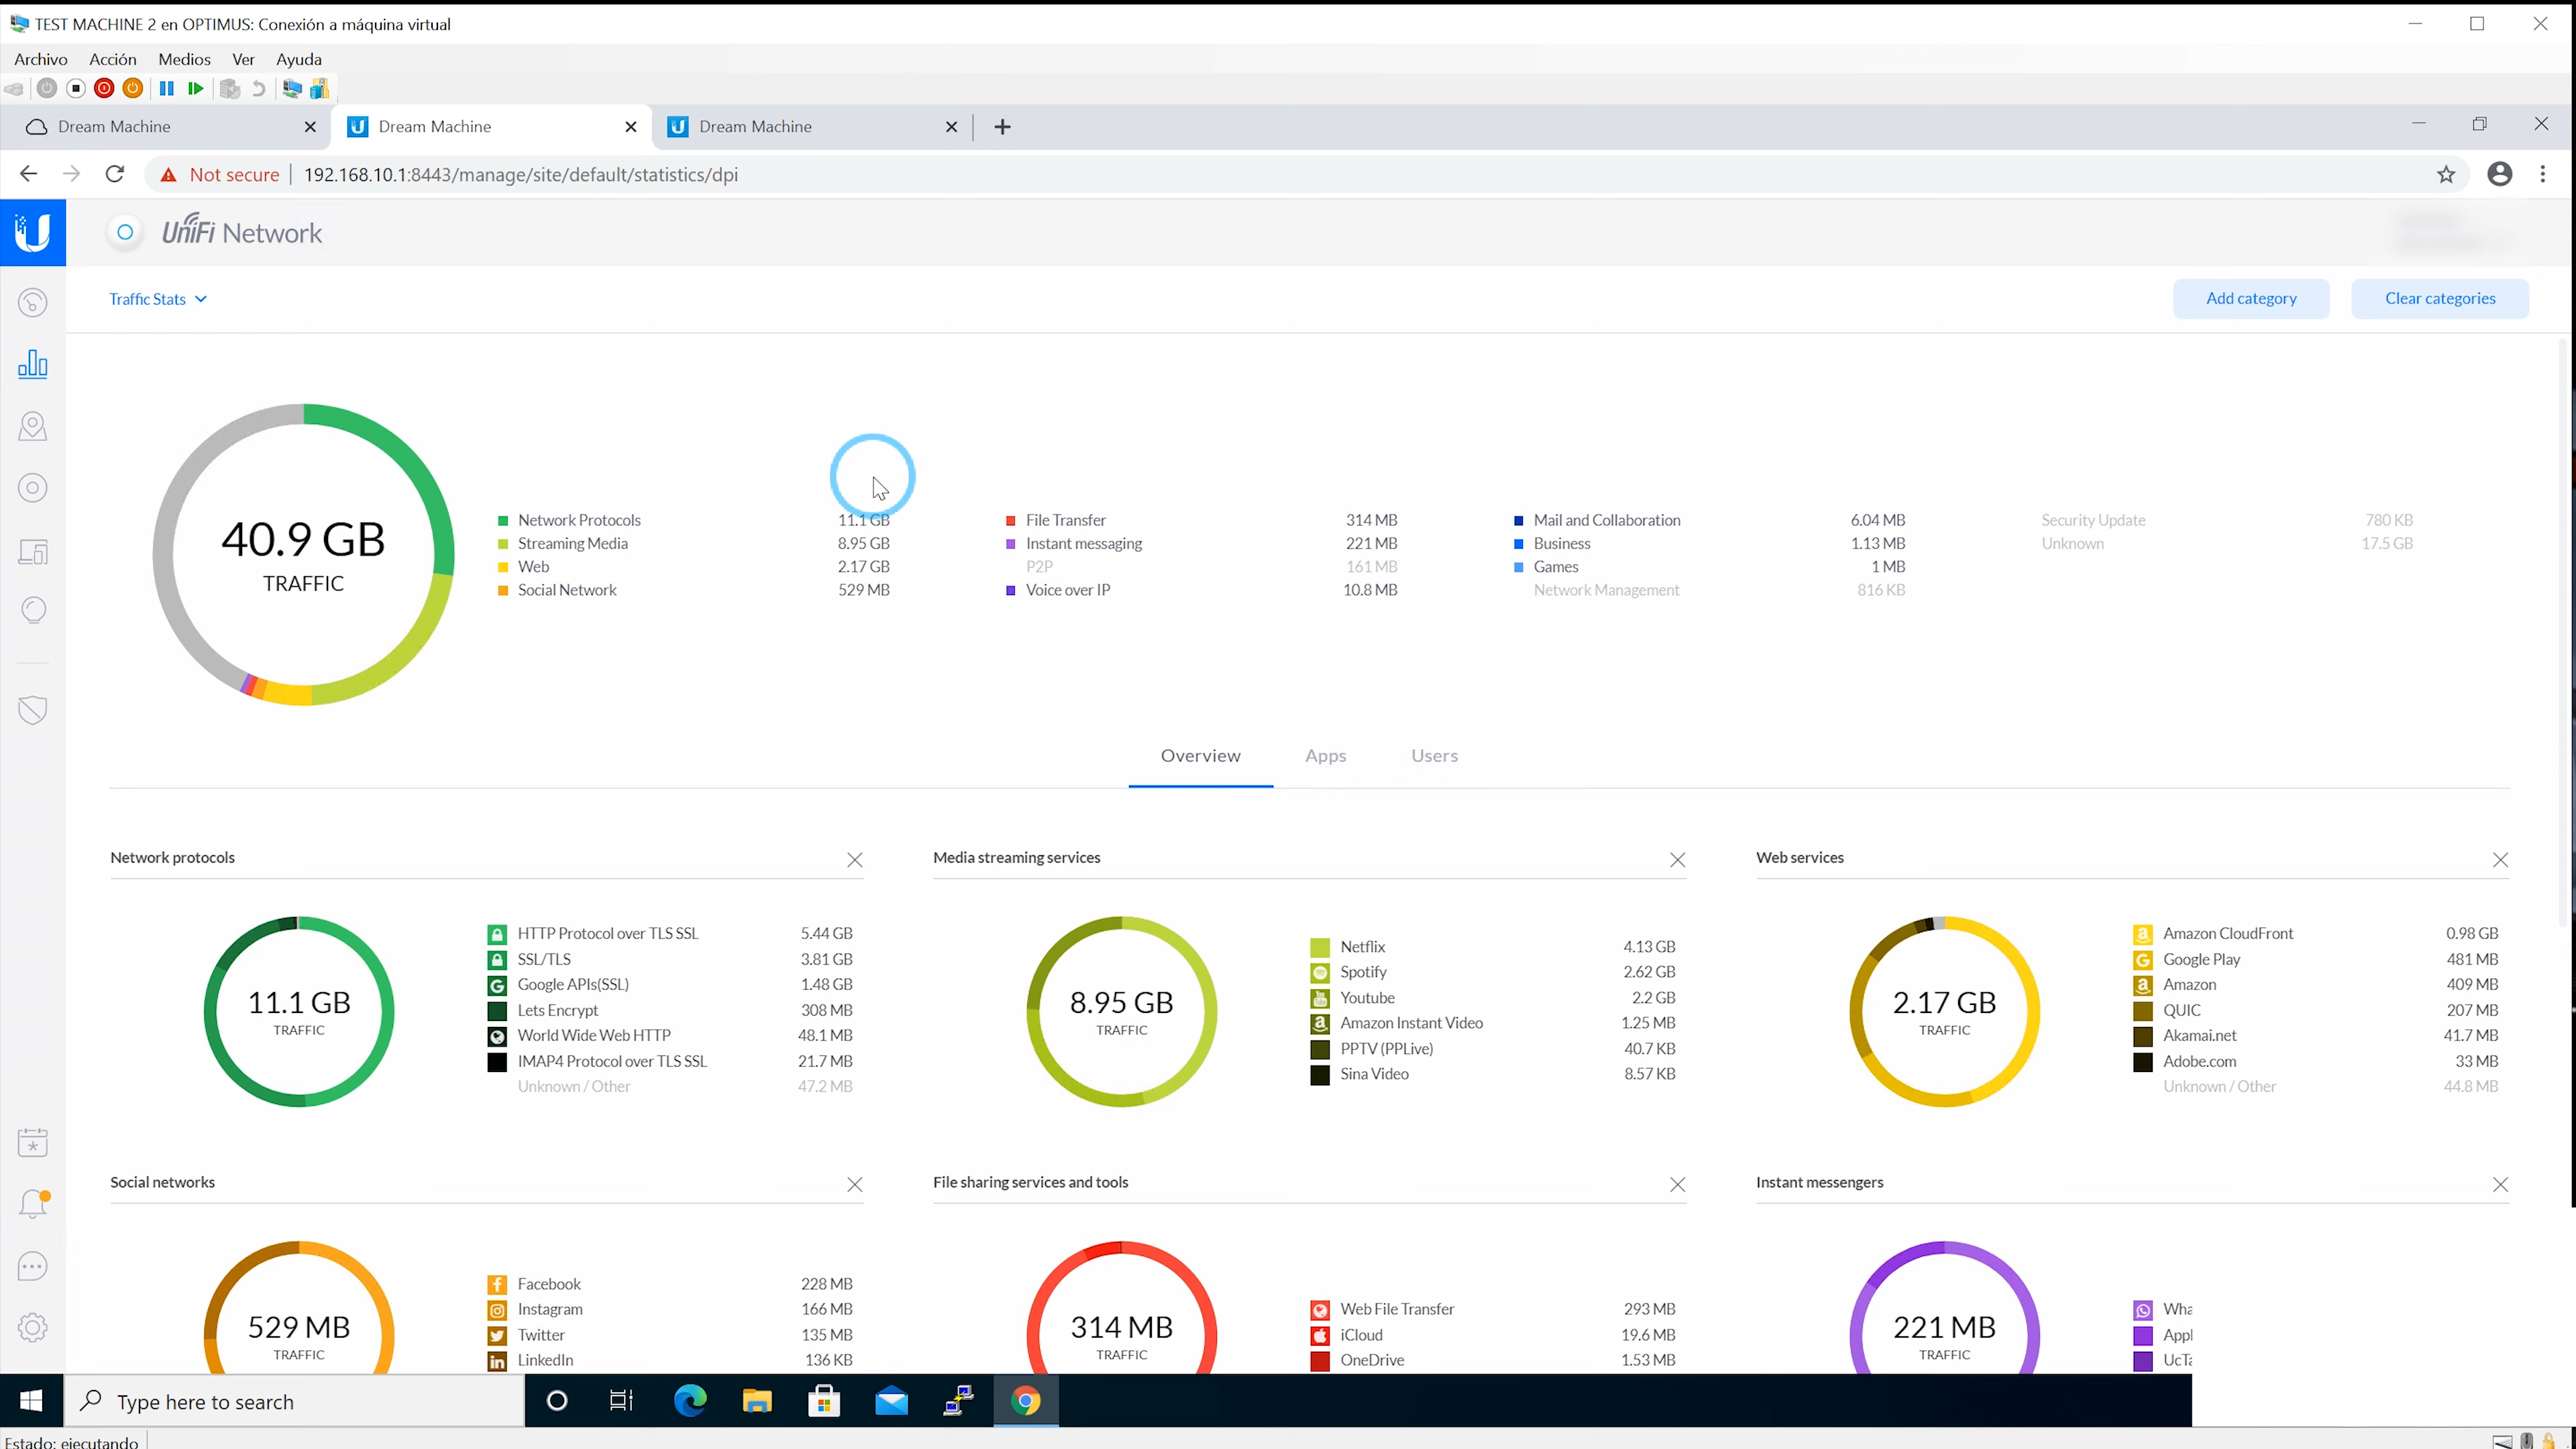 TEST MACHINE 2 en OPTIMUS: Conexión a máquina virtual
Archivo Acción Medios Ver Ayuda
Dream Machine Dream Machine Dream Machine
Not secure 192.168.10.1:8443/manage/site/default/statistics/dpi
UniFi Network
Traffic Stats Add category Clear categories
40.9 GB
TRAFFIC
Network Protocols 11.1 GB File Transfer 314 MB Mail and Collaboration 6.04 MB Security Update 780 KB
Streaming Media 8.95 GB Instant messaging 221 MB Business 1.13 MB Unknown 17.5 GB
Web 2.17 GB P2P 161 MB Games 1 MB
Social Network 529 MB Voice over IP 10.8 MB Network Management 816 KB
Overview Apps Users
Network protocols
11.1 GB
TRAFFIC
HTTP Protocol over TLS SSL 5.44 GB
SSL/TLS 3.81 GB
Google APIs(SSL) 1.48 GB
Lets Encrypt 308 MB
World Wide Web HTTP 48.1 MB
IMAP4 Protocol over TLS SSL 21.7 MB
Unknown / Other 47.2 MB
Media streaming services
8.95 GB
TRAFFIC
Netflix 4.13 GB
Spotify 2.62 GB
Youtube 2.2 GB
Amazon Instant Video 1.25 MB
PPTV (PPLive) 40.7 KB
Sina Video 8.57 KB
Web services
2.17 GB
TRAFFIC
Amazon CloudFront 0.98 GB
Google Play 481 MB
Amazon 409 MB
QUIC 207 MB
Akamai.net 41.7 MB
Adobe.com 33 MB
Unknown / Other 44.8 MB
Social networks
529 MB
TRAFFIC
Facebook 228 MB
Instagram 166 MB
Twitter 135 MB
LinkedIn 136 KB
File sharing services and tools
314 MB
TRAFFIC
Web File Transfer 293 MB
iCloud 19.6 MB
OneDrive 1.53 MB
Instant messengers
221 MB
TRAFFIC
Type here to search
Estado: ejecutando